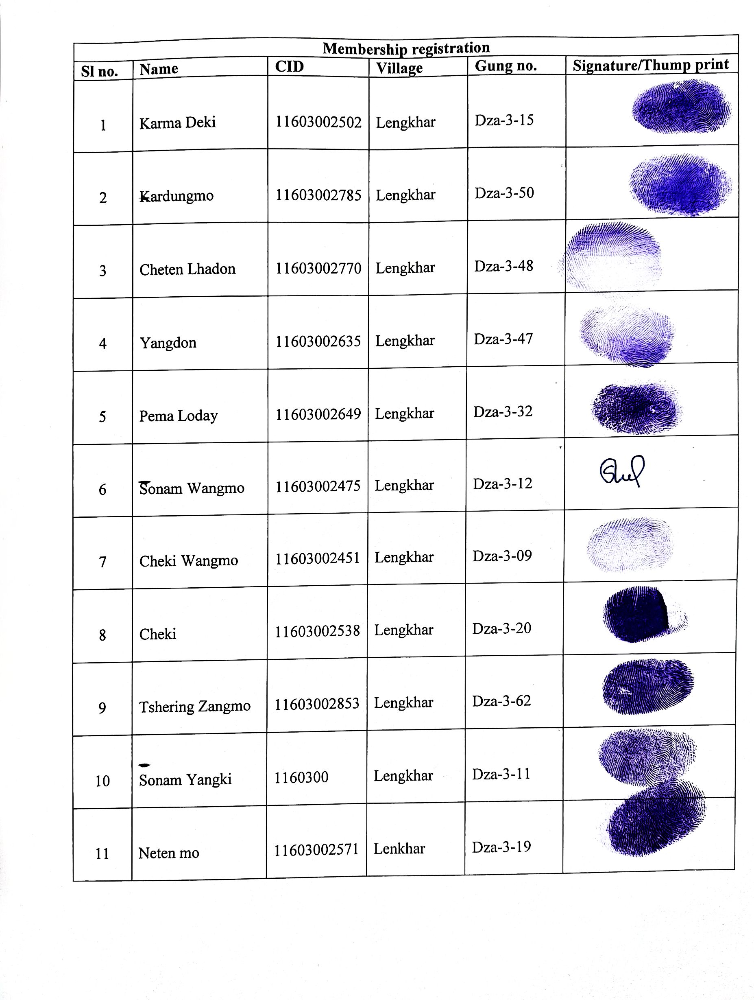 Membership registration
Sl no. Name CID Village Gung no. Signature/Thump print
1 Karma Deki 11603002502 Lengkhar Dza-3-15
2 Kardungmo 11603002785 Lengkhar Dza-3-50
3 Cheten Lhadon 11603002770 Lengkhar Dza-3-48
4 Yangdon 11603002635 Lengkhar Dza-3-47
5 Pema Loday 11603002649 Lengkhar Dza-3-32
6 Sonam Wangmo 11603002475 Lengkhar Dza-3-12
7 Cheki Wangmo 11603002451 Lengkhar Dza-3-09
8 Cheki 11603002538 Lengkhar Dza-3-20
9 Tshering Zangmo 11603002853 Lengkhar Dza-3-62
10 Sonam Yangki 1160300 Lengkhar Dza-3-11
11 Neten mo 11603002571 Lenkhar Dza-3-19